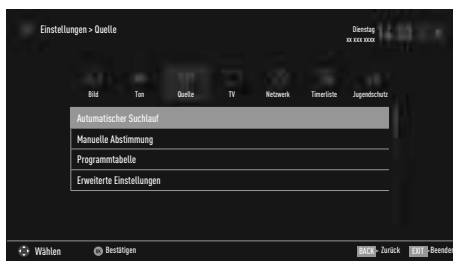 Einstellungen > Quelle
Dienstag
xx xxx xxxx
Bild Ton Quelle TV Netzwerk Timerliste Jugendschutz
Automatischer Suchlauf
Manuelle Abstimmung
Programmtabelle
Erweiterte Einstellungen
Wählen OK Bestätigen BACK - Zurück EXIT -Beenden